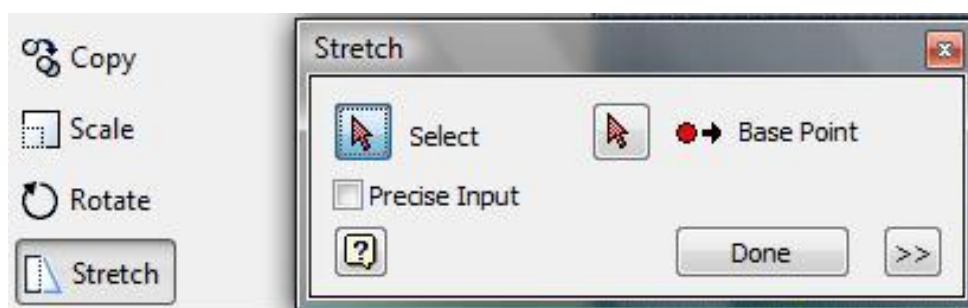 Copy
Scale
Rotate
Stretch
Stretch
x
Select
Base Point
Precise Input
?
Done
>>